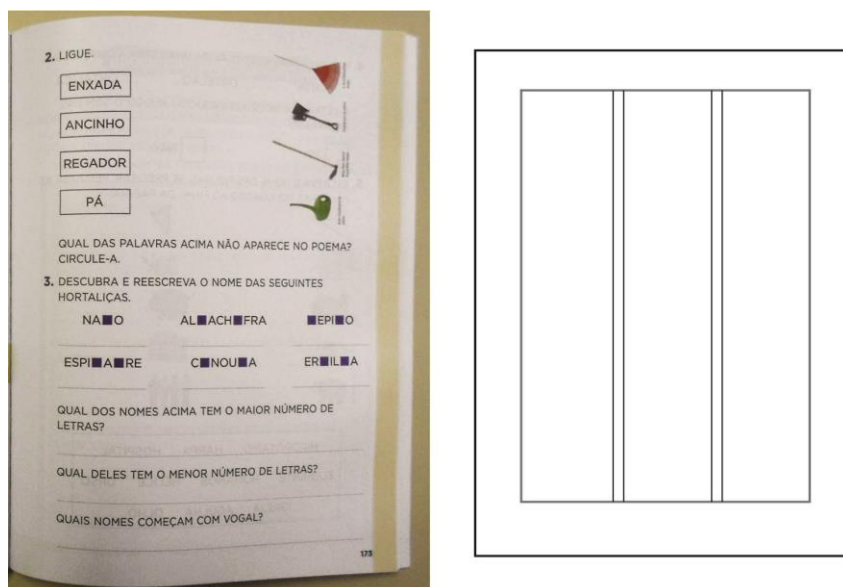 2. LIGUE.
ENXADA
ANCINHO
REGADOR
PÁ
QUAL DAS PALAVRAS ACIMA NÃO APARECE NO POEMA?
CIRCULE-A.
3. DESCUBRA E REESCREVA O NOME DAS SEGUINTES
HORTALIÇAS.
NA■O AL■ACH■FRA ■EPI■O
ESPI■A■RE C■NOU■A ER■IL■A
QUAL DOS NOMES ACIMA TEM O MAIOR NÚMERO DE
LETRAS?
QUAL DELES TEM O MENOR NÚMERO DE LETRAS?
QUAIS NOMES COMEÇAM COM VOGAL?
173